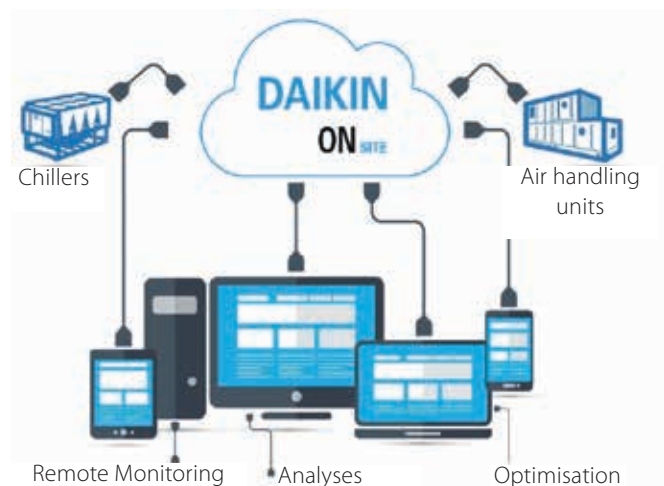 DAIKIN
ON SITE
Chillers
Air handling
units
Remote Monitoring
Analyses
Optimisation